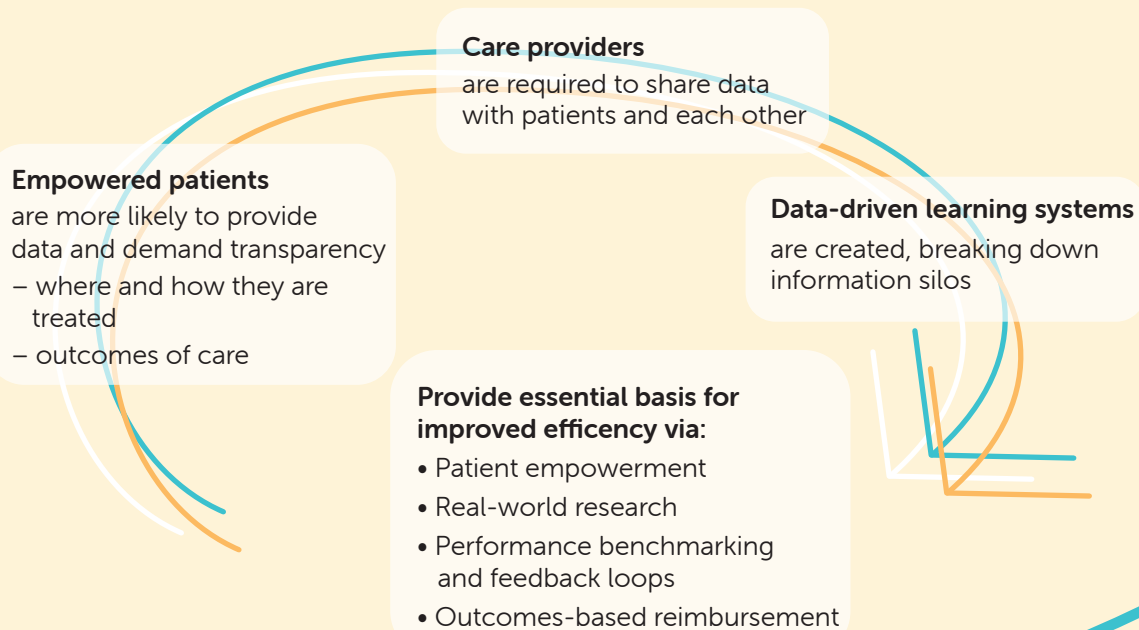 Care providers
are required to share data
with patients and each other
Empowered patients
are more likely to provide
data and demand transparency
– where and how they are
treated
– outcomes of care
Data-driven learning systems
are created, breaking down
information silos
Provide essential basis for
improved efficency via:
• Patient empowerment
• Real-world research
• Performance benchmarking
and feedback loops
• Outcomes-based reimbursement